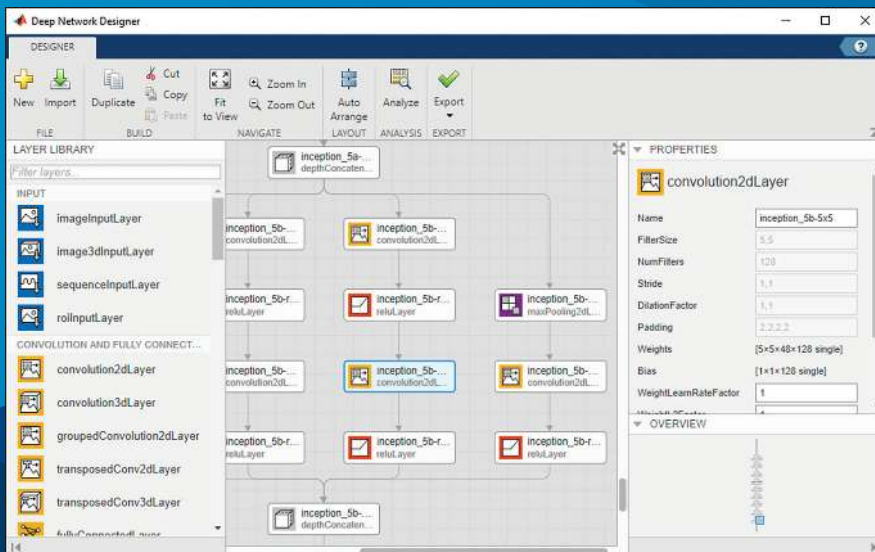 Deep Network Designer
DESIGNER
New
Import
Duplicate
Cut
Copy
Paste
Fit
to View
Zoom In
Zoom Out
Auto
Arrange
Analyze
Export
FILE
BUILD
NAVIGATE
LAYOUT
ANALYSIS
EXPORT
LAYER LIBRARY
Filter layers...
INPUT
imageInputLayer
image3dInputLayer
sequenceInputLayer
roiInputLayer
CONVOLUTION AND FULLY CONNECT...
convolution2dLayer
convolution3dLayer
groupedConvolution2dLayer
transposedConv2dLayer
transposedConv3dLayer
fullyConnectedLayer
inception_5a-...
depthConcaten...
inception_5b-...
convolution2dL...
inception_5b-...
convolution2dL...
inception_5b-r...
reluLayer
inception_5b-r...
reluLayer
inception_5b-...
maxPooling2dL...
inception_5b-...
convolution2dL...
inception_5b-...
convolution2dL...
inception_5b-...
convolution2dL...
inception_5b-r...
reluLayer
inception_5b-r...
reluLayer
inception_5b-r...
reluLayer
inception_5b-...
depthConcaten...
PROPERTIES
convolution2dLayer
Name inception_5b-5x5
FilterSize 5,5
NumFilters 128
Stride 1,1
DilationFactor 1,1
Padding 2,2,2,2
Weights [5×5×48×128 single]
Bias [1×1×128 single]
WeightLearnRateFactor 1
WeightL2Factor
OVERVIEW